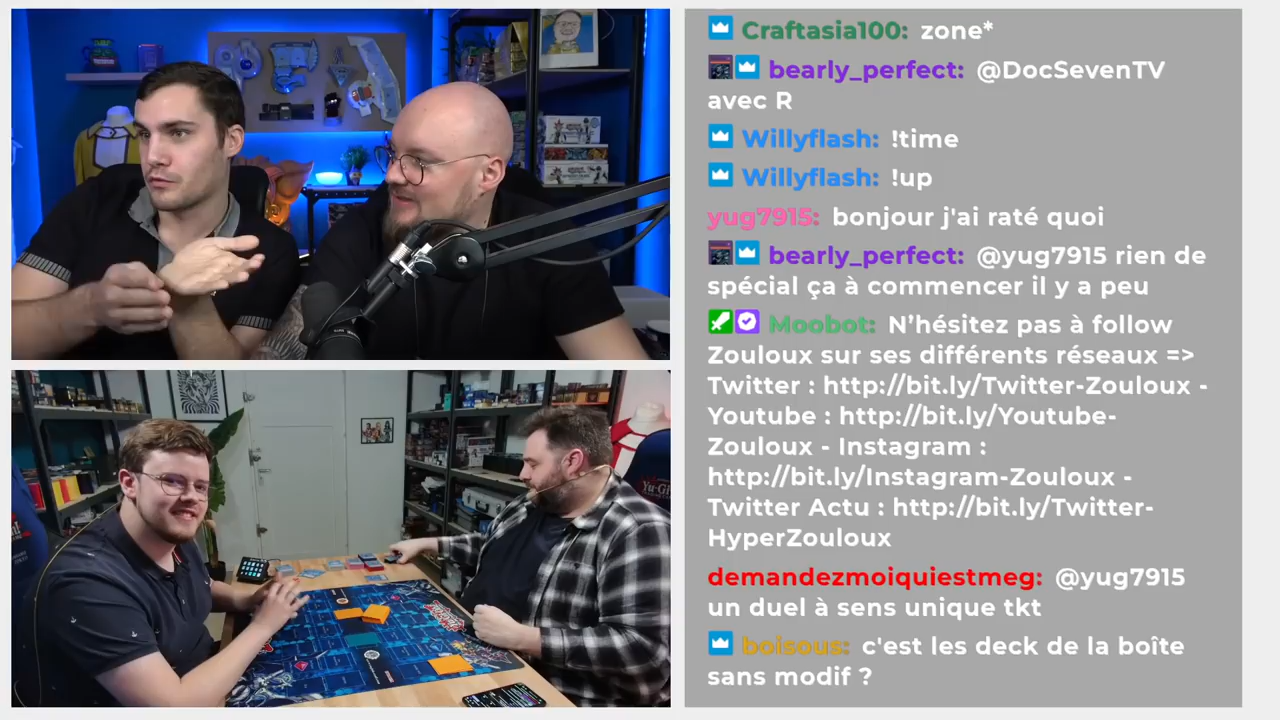 Craftasia100: zone*
bearly_perfect: @DocSevenTV
avec R
Willyflash: !time
Willyflash: !up
yug7915: bonjour j'ai raté quoi
bearly_perfect: @yug7915 rien de
spécial ça à commencer il y a peu
Moobot: N’hésitez pas à follow
Zouloux sur ses différents réseaux =>
Twitter : http://bit.ly/Twitter-Zouloux -
Youtube : http://bit.ly/Youtube-
Zouloux - Instagram :
http://bit.ly/Instagram-Zouloux -
Twitter Actu : http://bit.ly/Twitter-
HyperZouloux
demandezmoiquiestmeg: @yug7915
un duel à sens unique tkt
boisous: c'est les deck de la boîte
sans modif ?
Yu-Gi-Oh!